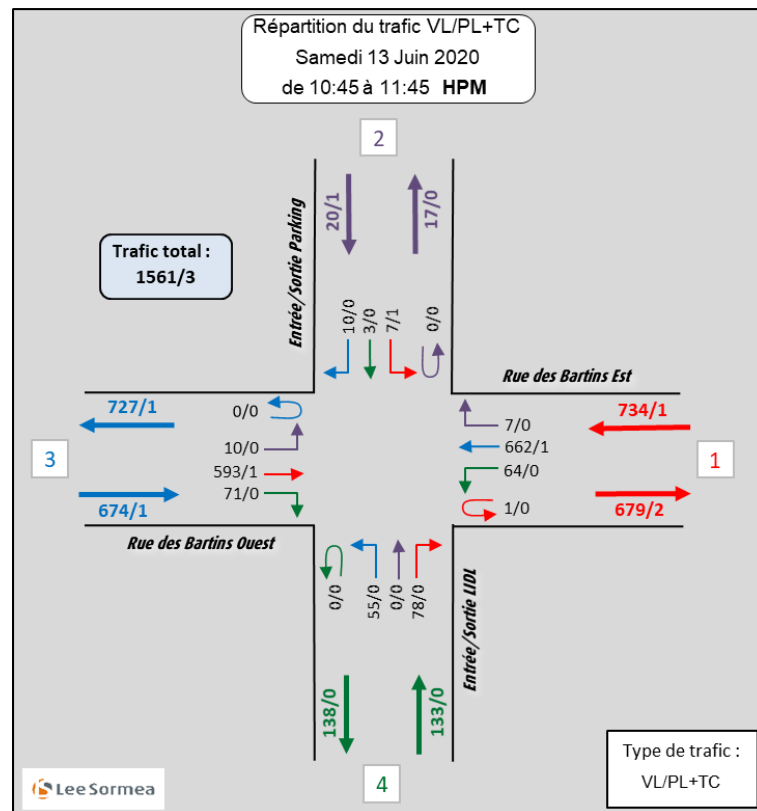 Répartition du trafic VL/PL+TC
Samedi 13 Juin 2020
de 10:45 à 11:45 HPM
2
Entrée/Sortie Parking
20/1
17/0
Trafic total :
1561/3
10/0
3/0
7/1
0/0
Rue des Bartins Est
727/1
0/0
7/0
734/1
3
10/0
662/1
1
593/1
64/0
71/0
674/1
1/0
679/2
Rue des Bartins Ouest
0/0
55/0
0/0
78/0
Entrée/Sortie LIDL
138/0
133/0
4
Type de trafic :
VL/PL+TC
LeeSormea